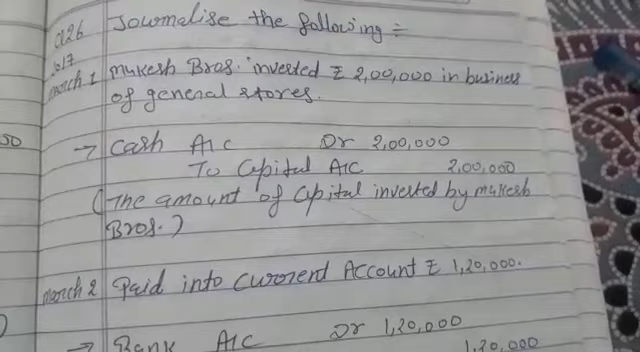 Q26 Journalise the following ÷
2017
March 1 Mukesh Bros. invested ₹ 2,00,000 in business
of general stores.
50
→ Cash A/C Dr 2,00,000
To Capital A/C 2,00,000
(The amount of Capital invested by Mukesh
Bros.)
March 2 Paid into Current Account ₹ 1,20,000.
→ Bank A/C Dr 1,20,000
1,20,000